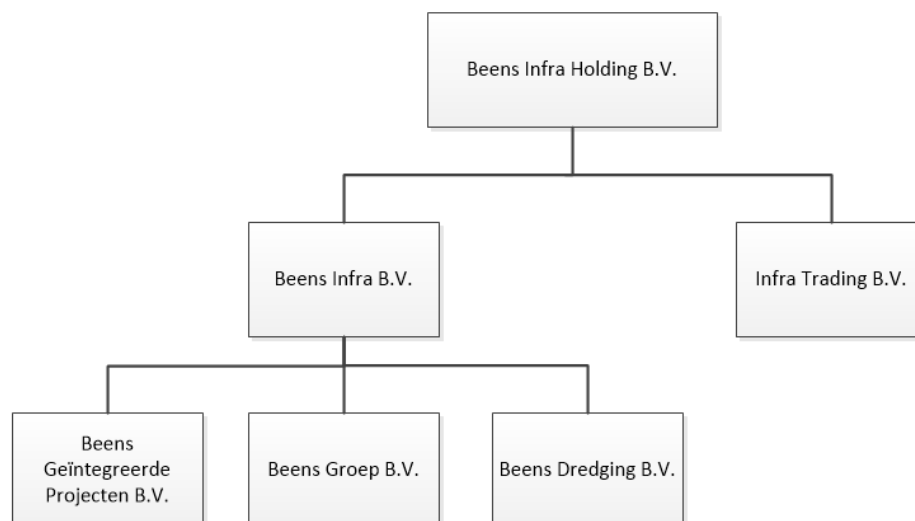 Beens Infra Holding B.V.
Beens Infra B.V.
Infra Trading B.V.
Beens
Geïntegreerde
Projecten B.V.
Beens Groep B.V.
Beens Dredging B.V.